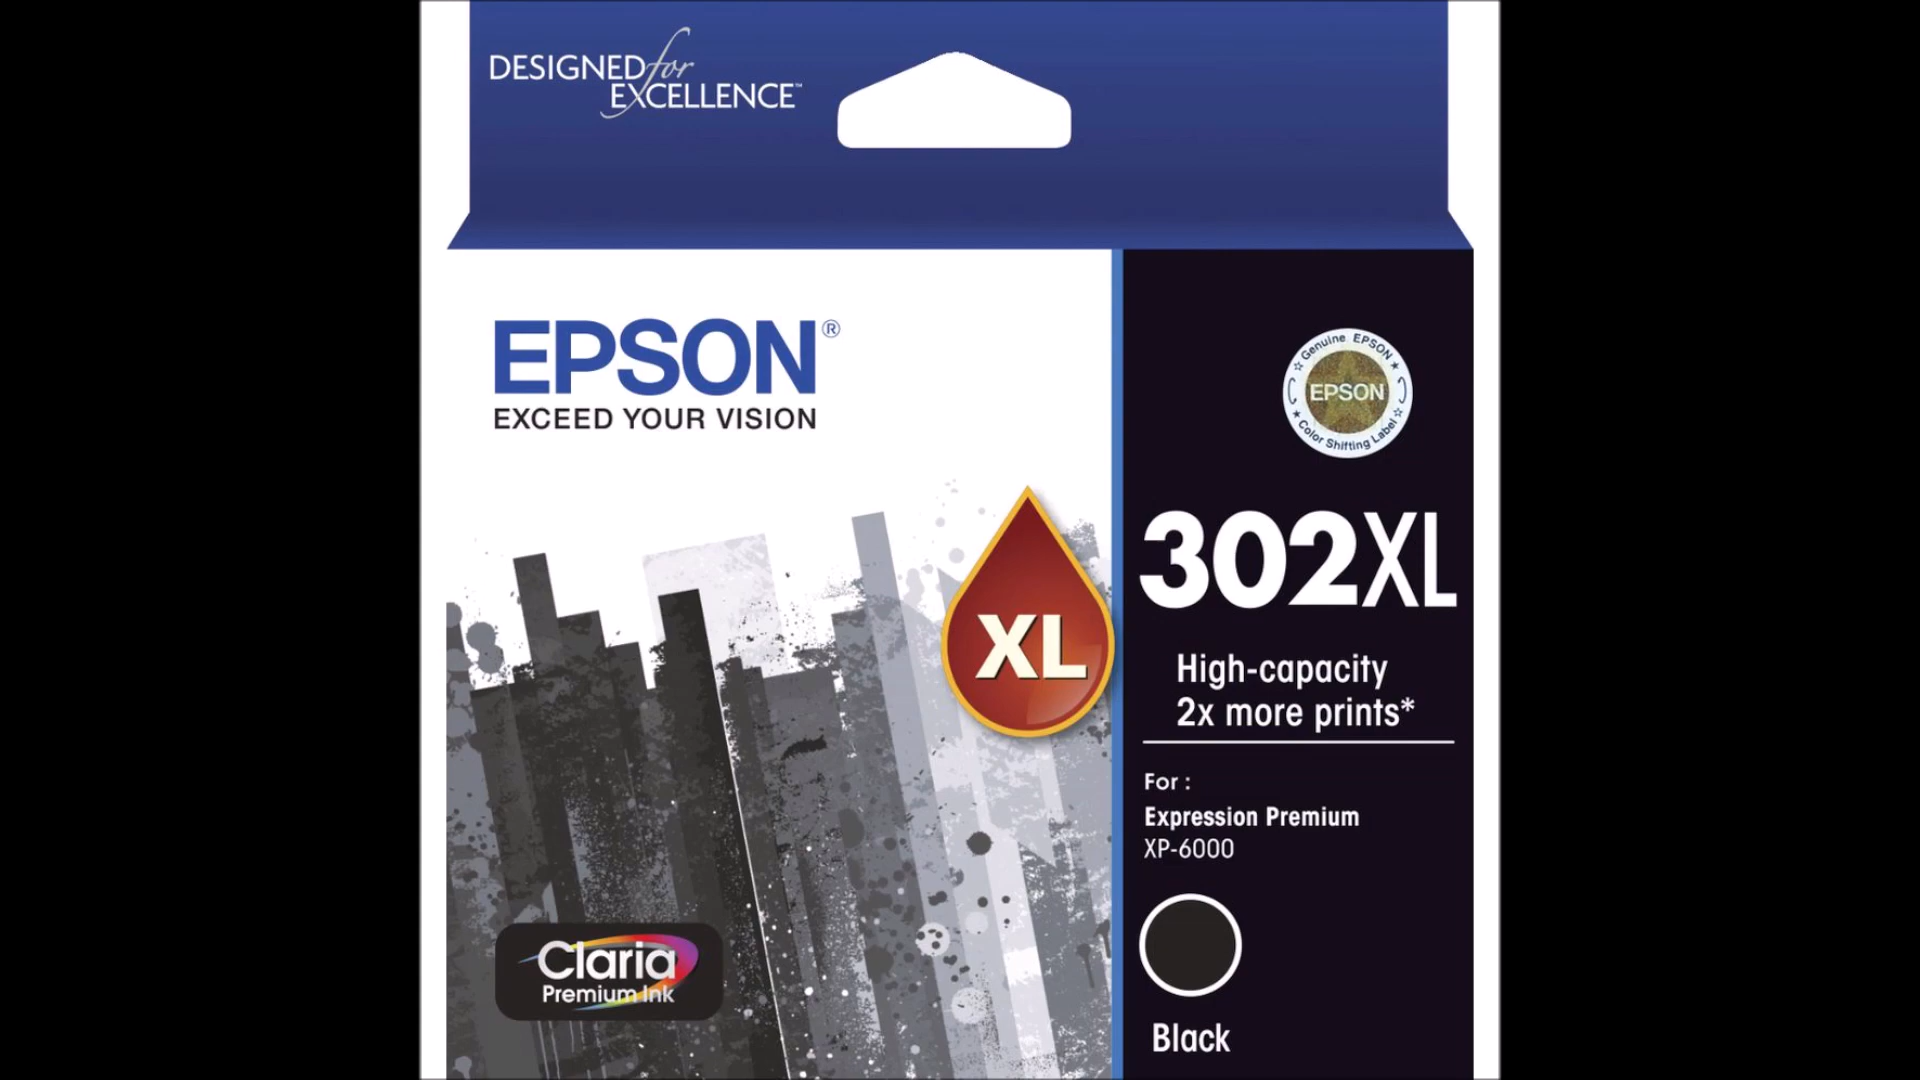 DESIGNED for
EXCELLENCE™
EPSON®
EXCEED YOUR VISION
Genuine EPSON
EPSON
Color Shifting Label
302XL
XL
High-capacity
2x more prints*
For :
Expression Premium
XP-6000
Claria
Premium Ink
Black